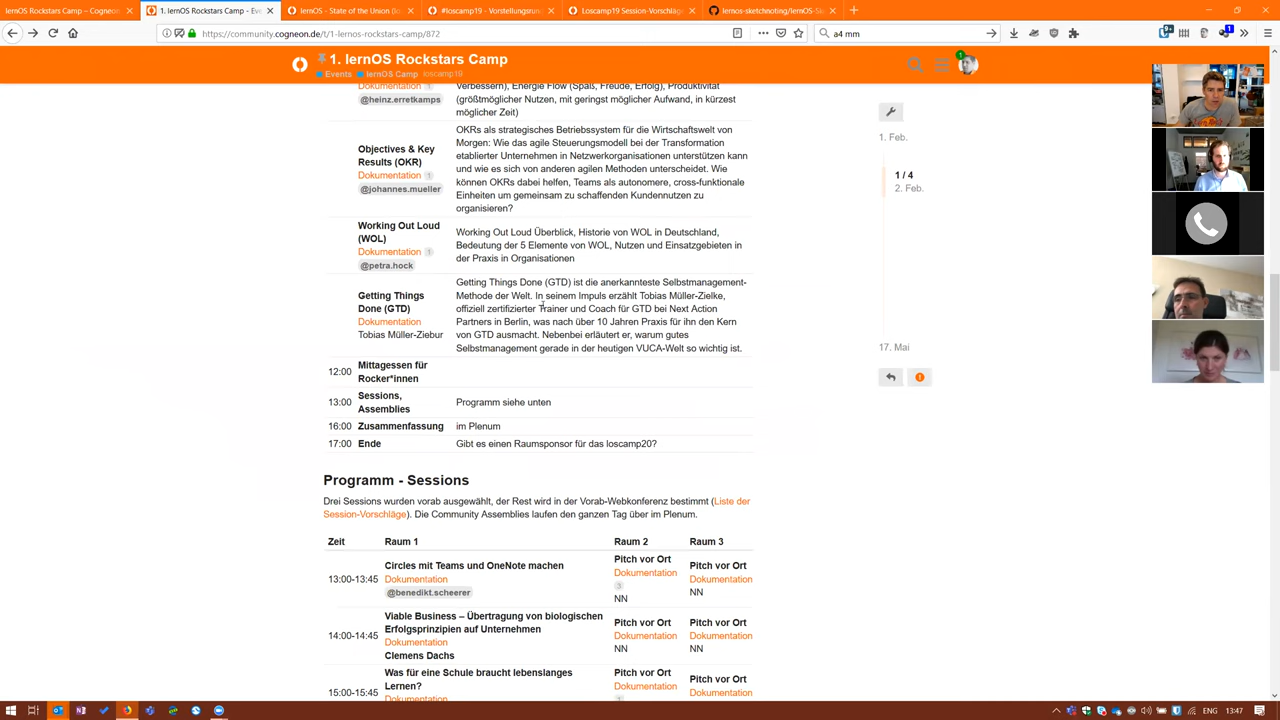 lernOS Rockstars Camp – Cogneon
1. lernOS Rockstars Camp - Eve
lernOS - State of the Union (lo
#loscamp19 - Vorstellungsrun
Loscamp19 Session-Vorschläge
lernos-sketchnoting/lernOS-Sk
https://community.cogneon.de/t/1-lernos-rockstars-camp/872
a4 mm
1. lernOS Rockstars Camp
Events lernOS Camp loscamp19
1
Dokumentation 1
@heinz.erretkamps
Verbessern), Energie Flow (Spaß, Freude, Erfolg), Produktivität
(größtmöglicher Nutzen, mit geringst möglicher Aufwand, in kürzest
möglicher Zeit)
Objectives & Key
Results (OKR)
Dokumentation 1
@johannes.mueller
OKRs als strategisches Betriebssystem für die Wirtschaftswelt von
Morgen: Wie das agile Steuerungsmodell bei der Transformation
etablierter Unternehmen in Netzwerkorganisationen unterstützen kann
und wie es sich von anderen agilen Methoden unterscheidet. Wie
können OKRs dabei helfen, Teams als autonomere, cross-funktionale
Einheiten um gemeinsam zu schaffenden Kundennutzen zu
organisieren?
Working Out Loud
(WOL)
Dokumentation 1
@petra.hock
Working Out Loud Überblick, Historie von WOL in Deutschland,
Bedeutung der 5 Elemente von WOL, Nutzen und Einsatzgebieten in
der Praxis in Organisationen
Getting Things
Done (GTD)
Dokumentation
Tobias Müller-Ziebur
Getting Things Done (GTD) ist die anerkannteste Selbstmanagement-
Methode der Welt. In seinem Impuls erzählt Tobias Müller-Zielke,
offiziell zertifizierter Trainer und Coach für GTD bei Next Action
Partners in Berlin, was nach über 10 Jahren Praxis für ihn den Kern
von GTD ausmacht. Nebenbei erläutert er, warum gutes
Selbstmanagement gerade in der heutigen VUCA-Welt so wichtig ist.
12:00 Mittagessen für
Rocker*innen
13:00 Sessions,
Assemblies
Programm siehe unten
16:00 Zusammenfassung im Plenum
17:00 Ende Gibt es einen Raumsponsor für das loscamp20?
Programm - Sessions
Drei Sessions wurden vorab ausgewählt, der Rest wird in der Vorab-Webkonferenz bestimmt (Liste der
Session-Vorschläge). Die Community Assemblies laufen den ganzen Tag über im Plenum.
Zeit Raum 1 Raum 2 Raum 3
13:00-13:45
Circles mit Teams und OneNote machen
Dokumentation
@benedikt.scheerer
Pitch vor Ort
Dokumentation
3
NN
Pitch vor Ort
Dokumentation
NN
14:00-14:45
Viable Business – Übertragung von biologischen
Erfolgsprinzipien auf Unternehmen
Dokumentation
Clemens Dachs
Pitch vor Ort
Dokumentation
NN
Pitch vor Ort
Dokumentation
NN
15:00-15:45
Was für eine Schule braucht lebenslanges
Lernen?
Dokumentation
Pitch vor Ort
Dokumentation
Pitch vor Ort
Dokumentation
1. Feb.
1 / 4
2. Feb.
17. Mai
ENG 13:47